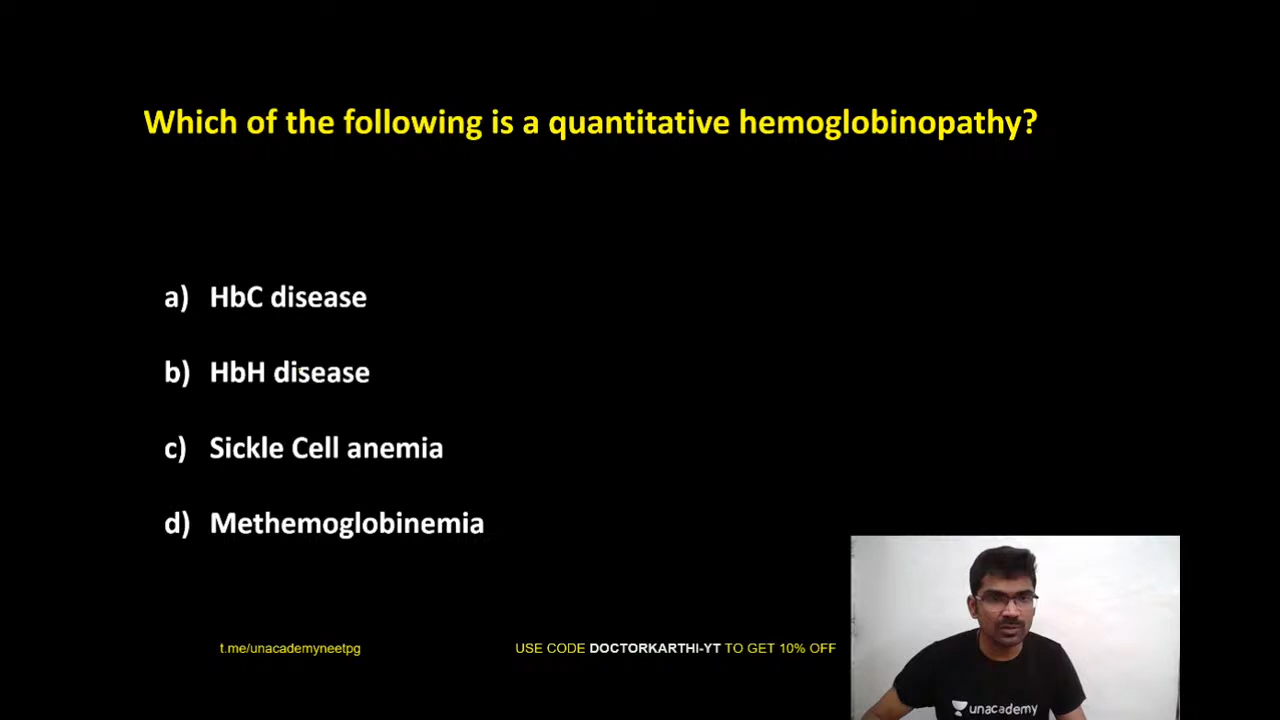 Which of the following is a quantitative hemoglobinopathy?
a) HbC disease
b) HbH disease
c) Sickle Cell anemia
d) Methemoglobinemia
t.me/unacademyneetpg
USE CODE DOCTORKARTHI-YT TO GET 10% OFF
unacademy